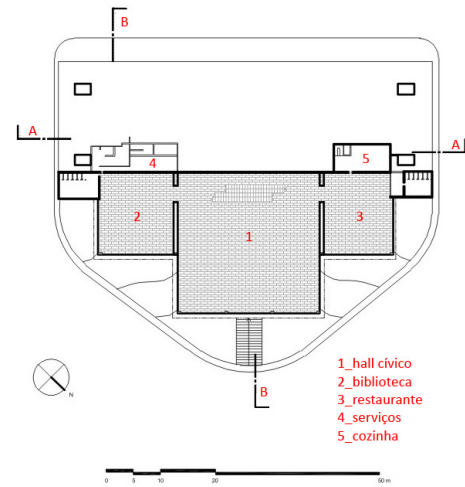 B
A
A
4
5
2
3
1
B
1_hall cívico
2_biblioteca
3_restaurante
4_serviços
5_cozinha
N
0 5 10 20 50 m